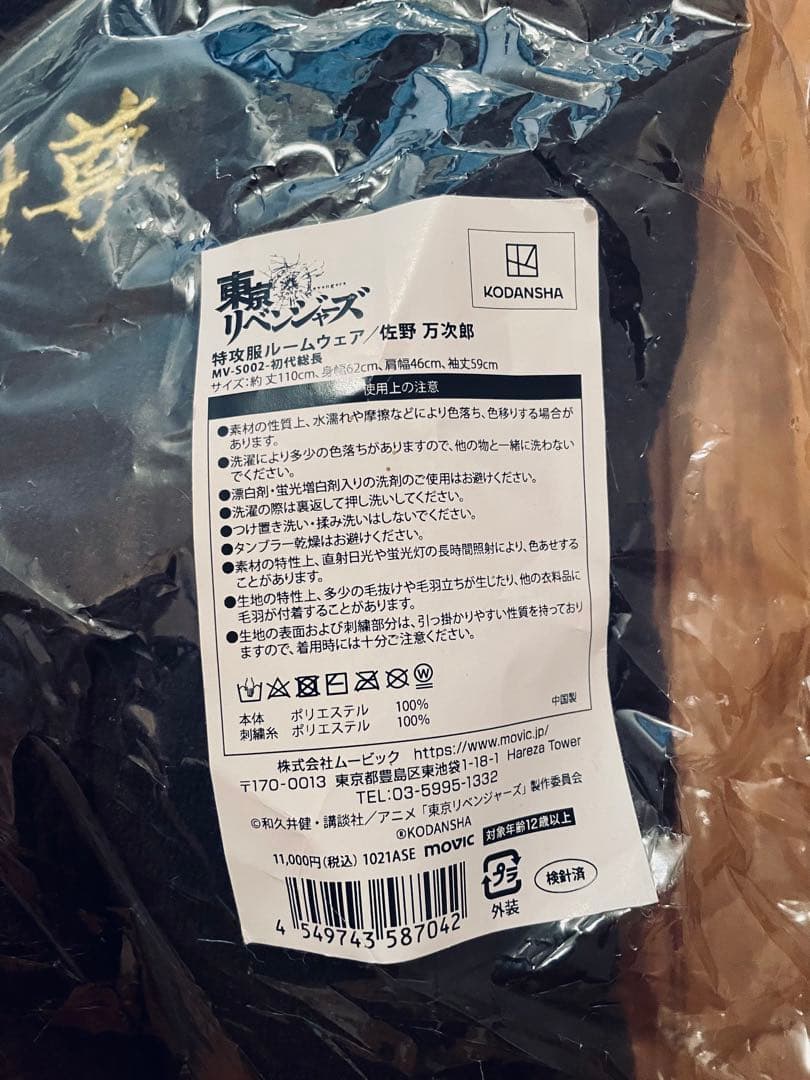 尊
東京
リベンジャーズ
KODANSHA
特攻服ルームウェア/佐野 万次郎
MV-S002-初代総長
サイズ:約 丈110cm、身幅62cm、肩幅46cm、袖丈59cm
使用上の注意
●素材の性質上、水濡れや摩擦などにより色落ち、色移りする場合が
あります。
●洗濯により多少の色落ちがありますので、他の物と一緒に洗わない
でください。
●漂白剤・蛍光増白剤入りの洗剤のご使用はお避けください。
●洗濯の際は裏返して押し洗いしてください。
●つけ置き洗い・揉み洗いはしないでください。
●タンブラー乾燥はお避けください。
●素材の特性上、直射日光や蛍光灯の長時間照射により、色あせする
ことがあります。
●生地の特性上、多少の毛抜けや毛羽立ちが生じたり、他の衣料品に
毛羽が付着することがあります。
●生地の表面および刺繍部分は、引っ掛かりやすい性質を持っており
ますので、着用時には十分ご注意ください。
W
本体 ポリエステル 100%
刺繍糸 ポリエステル 100%
中国製
株式会社ムービック https://www.movic.jp/
〒170-0013 東京都豊島区東池袋1-18-1 Hareza Tower
TEL:03-5995-1332
©和久井健・講談社/アニメ「東京リベンジャーズ」製作委員会
®KODANSHA
11,000円(税込) 1021ASE movic 対象年齢12歳以上
プラ
外装
検針済
4 549743 587042